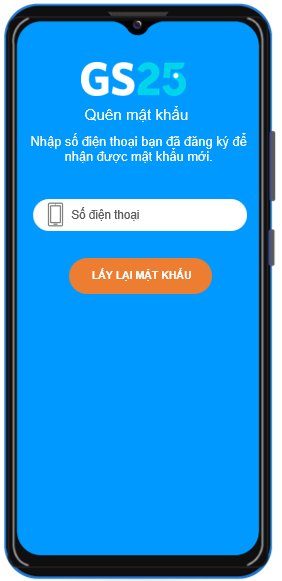 GS25
Quên mật khẩu
Nhập số điện thoại bạn đã đăng ký để
nhận được mật khẩu mới.
Số điện thoại
LẤY LẠI MẬT KHẨU